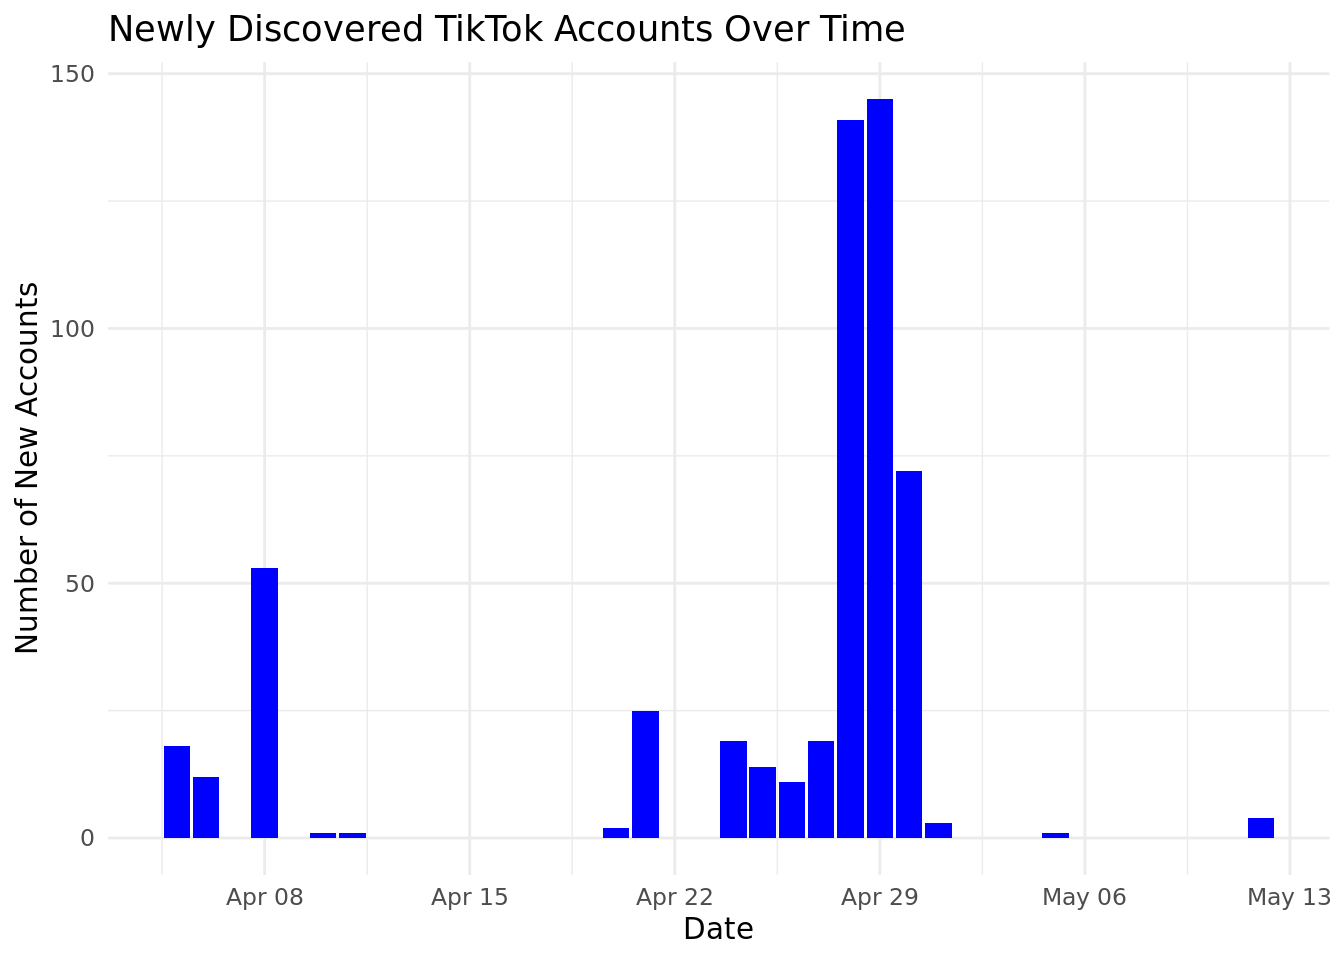 Newly Discovered TikTok Accounts Over Time
Number of New Accounts
150
100
50
0
Apr 08 Apr 15 Apr 22 Apr 29 May 06 May 13
Date